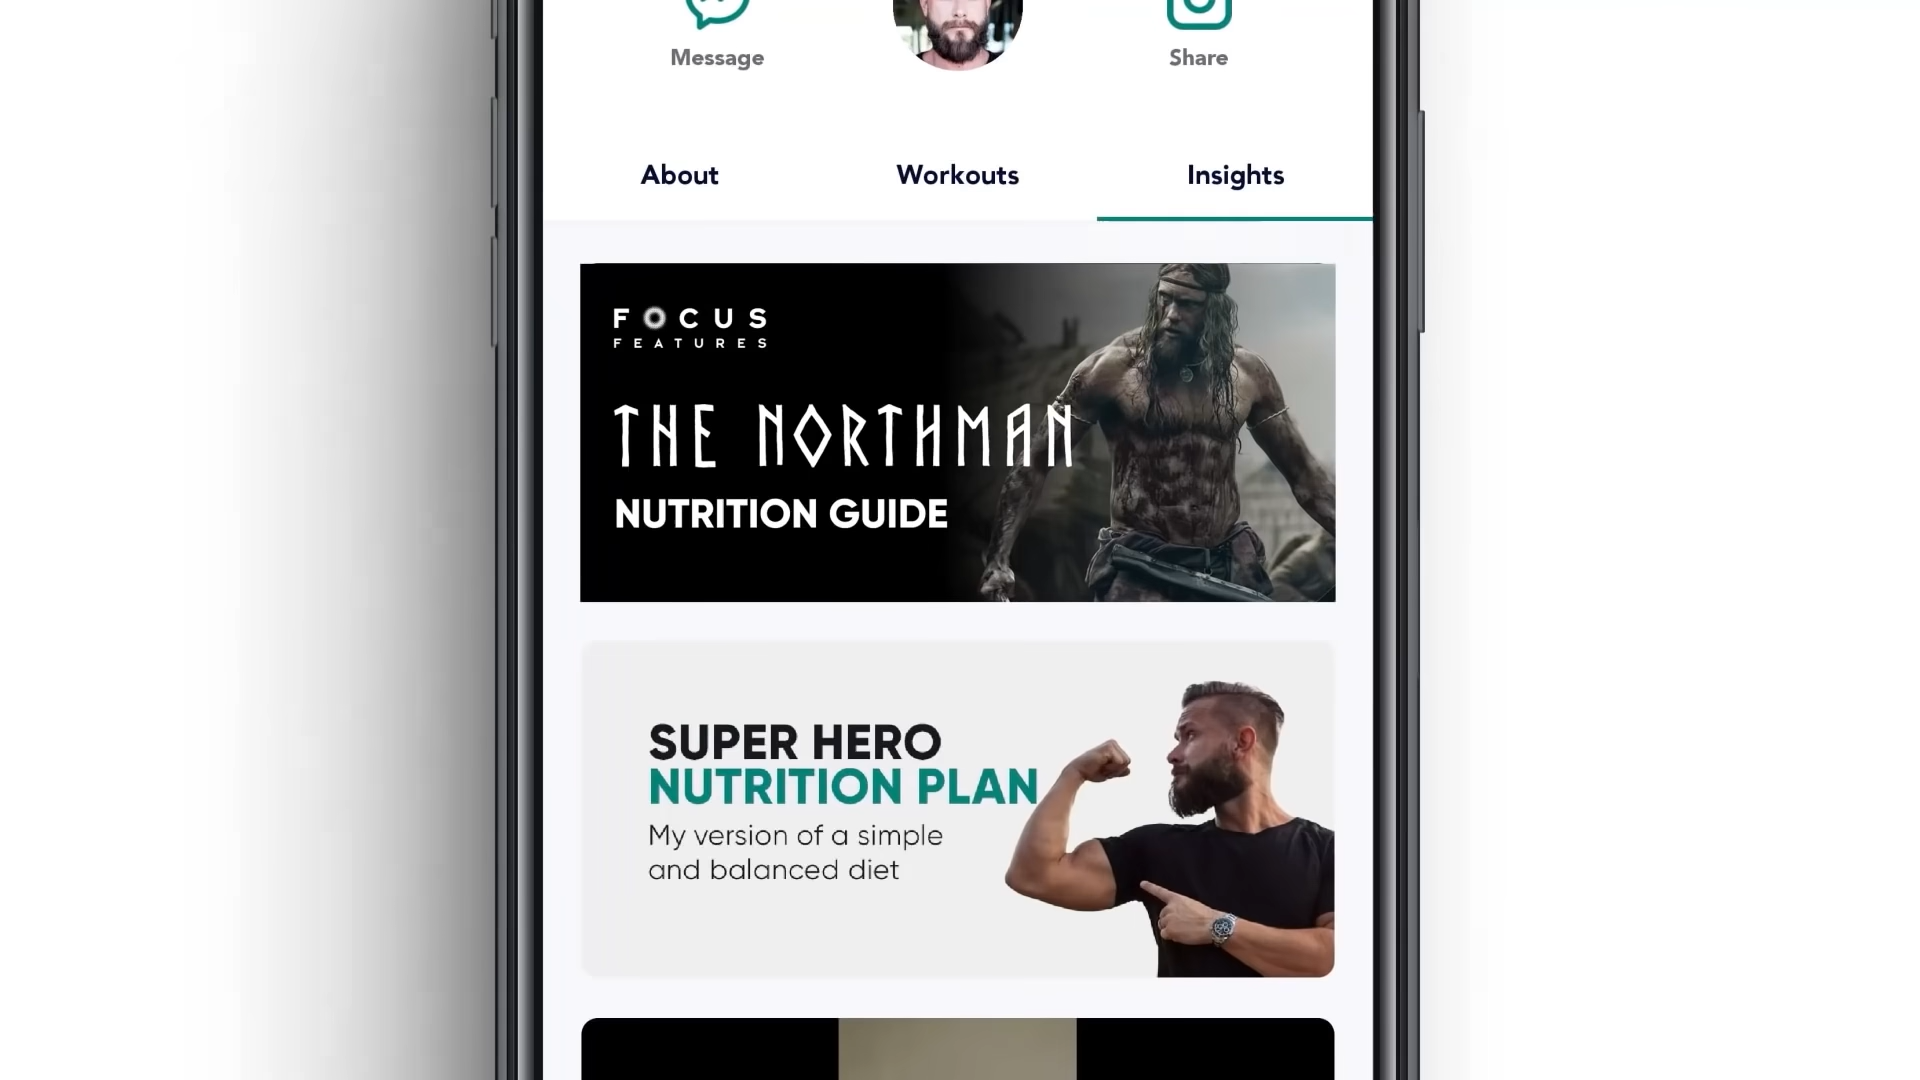 Message
Share
About
Workouts
Insights
FOCUS
FEATURES
THE NORTHMAN
NUTRITION GUIDE
SUPER HERO
NUTRITION PLAN
My version of a simple
and balanced diet